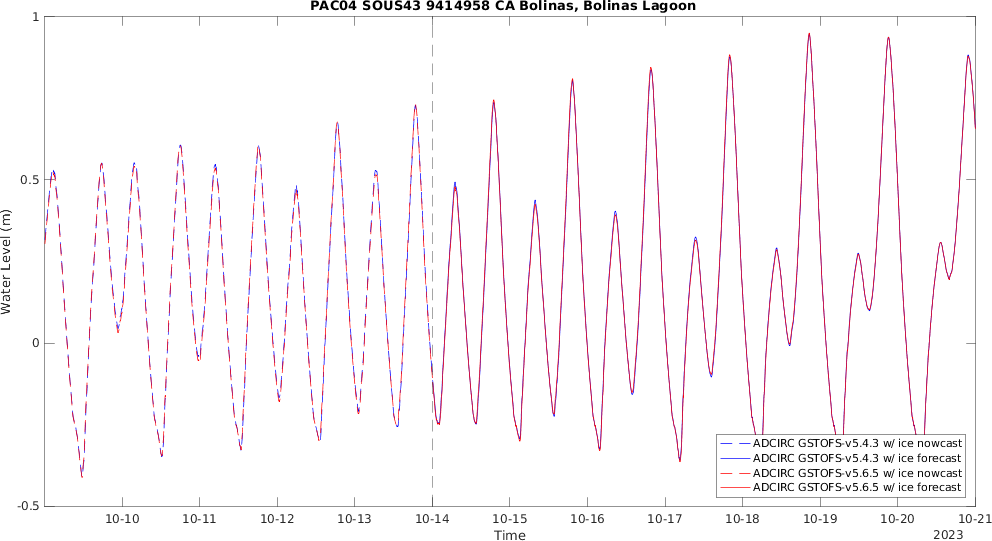 PAC04 SOUS43 9414958 CA Bolinas, Bolinas Lagoon
Water Level (m)
1
0.5
0
-0.5
ADCIRC GSTOFS-v5.4.3 w/ ice nowcast
ADCIRC GSTOFS-v5.4.3 w/ ice forecast
ADCIRC GSTOFS-v5.6.5 w/ ice nowcast
ADCIRC GSTOFS-v5.6.5 w/ ice forecast
10-10 10-11 10-12 10-13 10-14 10-15 10-16 10-17 10-18 10-19 10-20 10-21
Time
2023